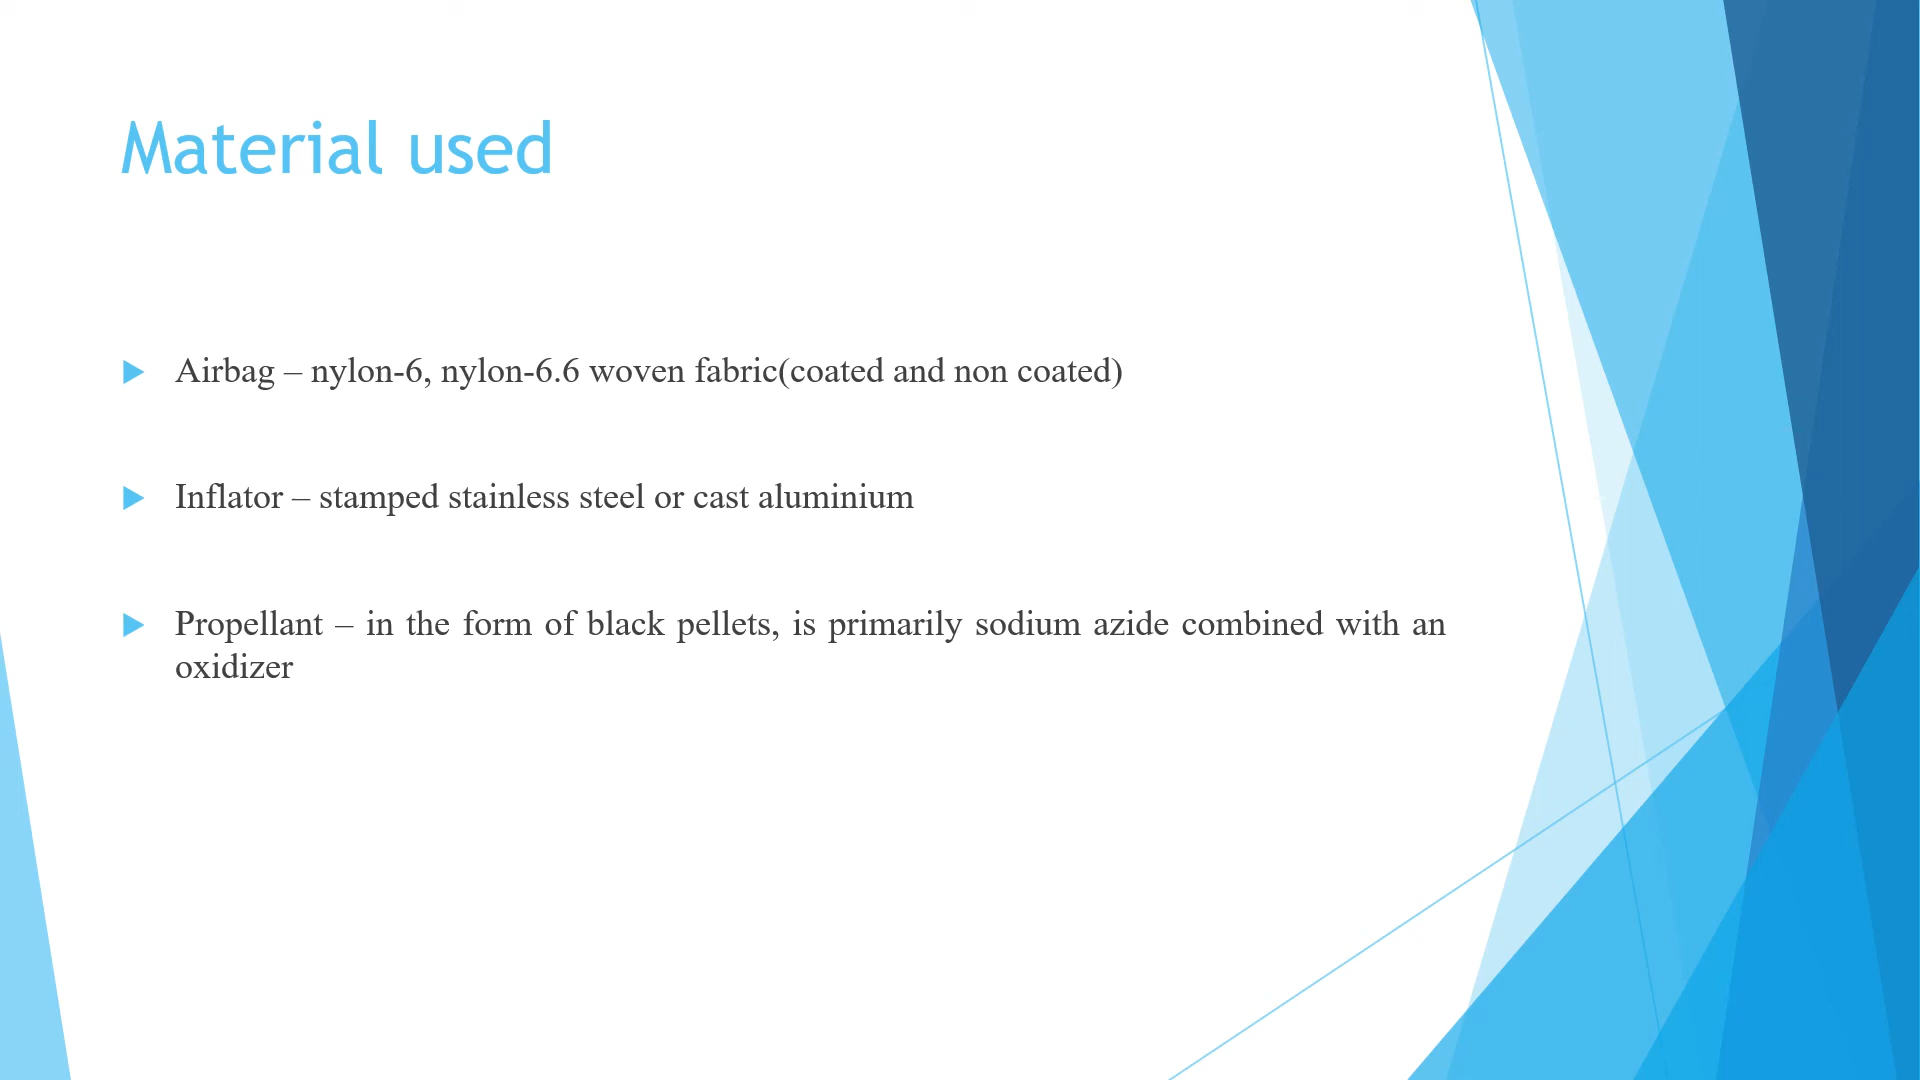 Material used
Airbag – nylon-6, nylon-6.6 woven fabric(coated and non coated)
Inflator – stamped stainless steel or cast aluminium
Propellant – in the form of black pellets, is primarily sodium azide combined with an
oxidizer